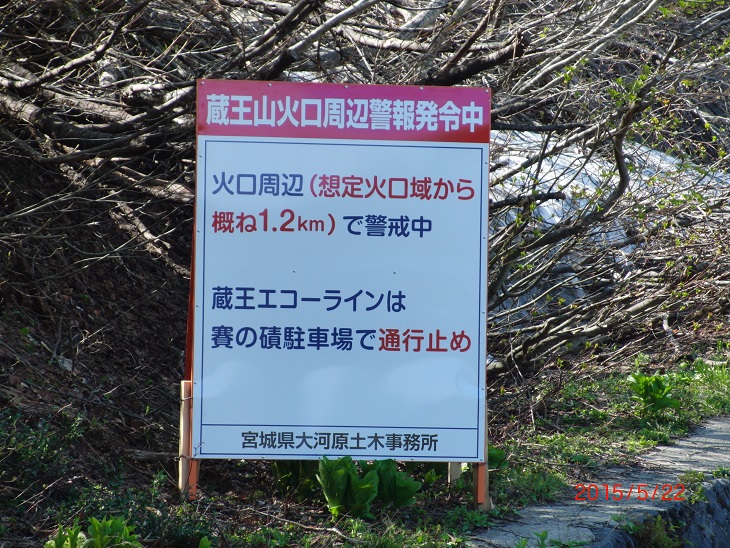 蔵王山火口周辺警報発令中
火口周辺(想定火口域から
概ね1.2km)で警戒中
蔵王エコーラインは
賽の磧駐車場で通行止め
宮城県大河原土木事務所
2015/5/22